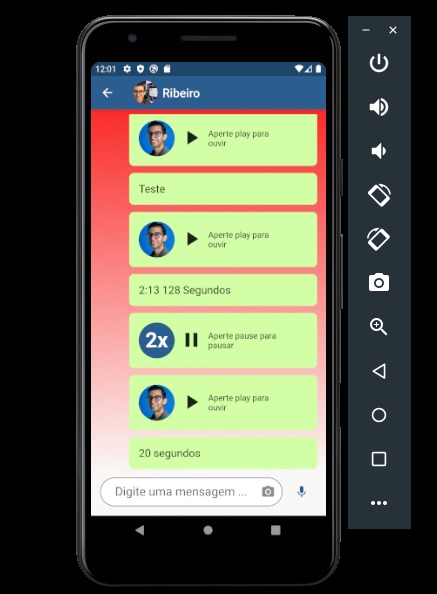 12:01
Ribeiro
Aperte play para
ouvir
Teste
Aperte play para
ouvir
2:13 128 Segundos
2x
Aperte pause para
pausar
Aperte play para
ouvir
20 segundos
Digite uma mensagem ...